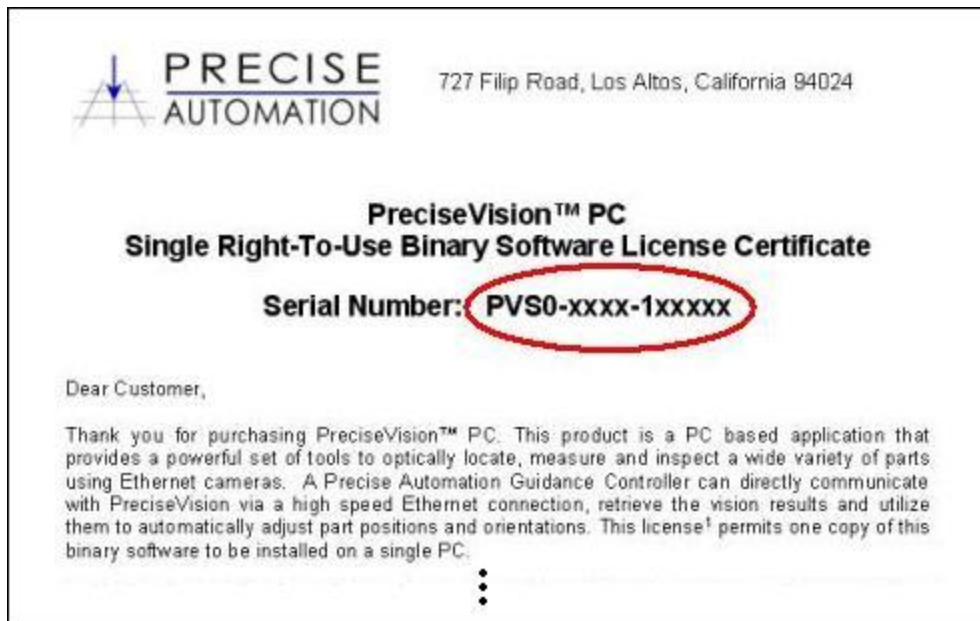 PRECISE
AUTOMATION
727 Filip Road, Los Altos, California 94024
PreciseVision™ PC
Single Right-To-Use Binary Software License Certificate
Serial Number: PVS0-xxxx-1xxxxx
Dear Customer,
Thank you for purchasing PreciseVision™ PC. This product is a PC based application that
provides a powerful set of tools to optically locate, measure and inspect a wide variety of parts
using Ethernet cameras. A Precise Automation Guidance Controller can directly communicate
with PreciseVision via a high speed Ethernet connection, retrieve the vision results and utilize
them to automatically adjust part positions and orientations. This license¹ permits one copy of this
binary software to be installed on a single PC.